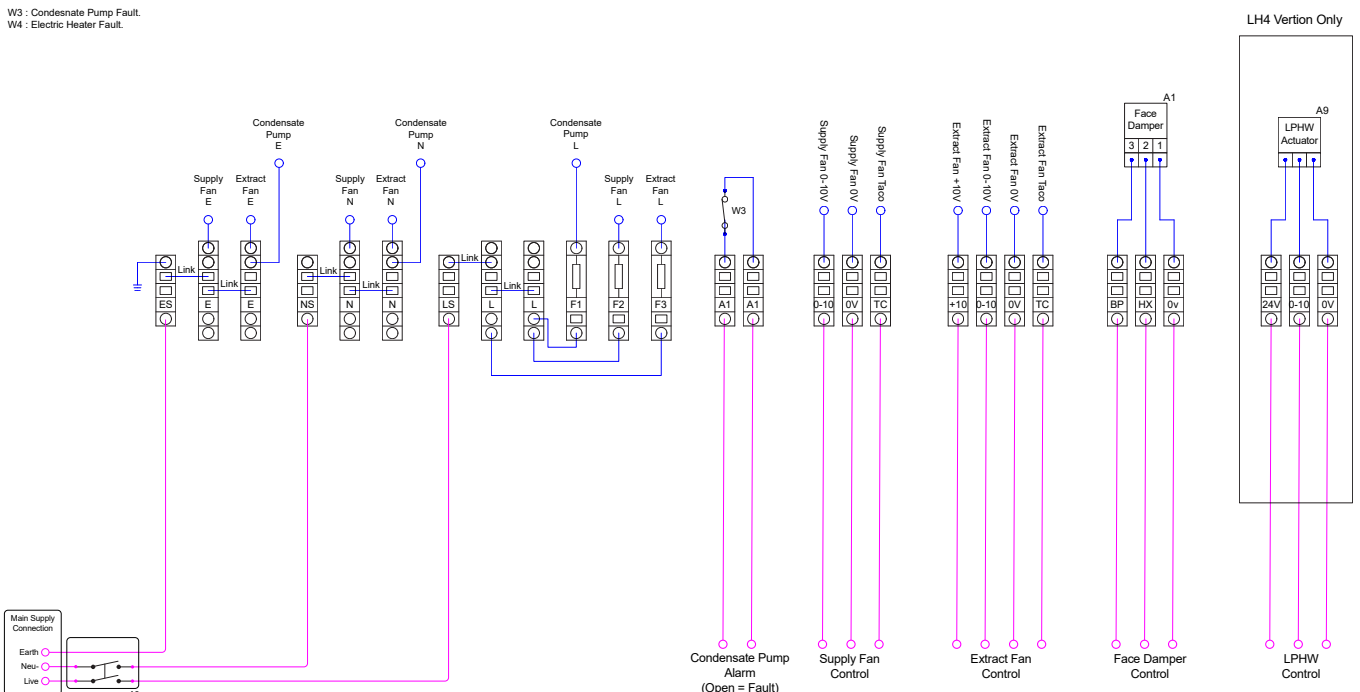 W3 : Condesnate Pump Fault.
W4 : Electric Heater Fault.
LH4 Vertion Only
A1
Face
Damper
3 2 1
A9
LPHW
Actuator
Condensate
Pump
E
Condensate
Pump
N
Condensate
Pump
L
Supply
Fan
E
Extract
Fan
E
Supply
Fan
N
Extract
Fan
N
Supply
Fan
L
Extract
Fan
L
W3
Supply Fan 0-10V
Supply Fan 0V
Supply Fan Taco
Extract Fan +10V
Extract Fan 0-10V
Extract Fan 0V
Extract Fan Taco
Link
Link
Link
Link
Link
Link
ES
E
E
NS
N
N
LS
L
L
F1
F2
F3
A1
A1
0-10
0V
TC
+10
0-10
0V
TC
BP
HX
0v
24V
0-10
0V
Main Supply
Connection
Earth
Neu-
Live
Condensate Pump
Alarm
(Open = Fault)
Supply Fan
Control
Extract Fan
Control
Face Damper
Control
LPHW
Control